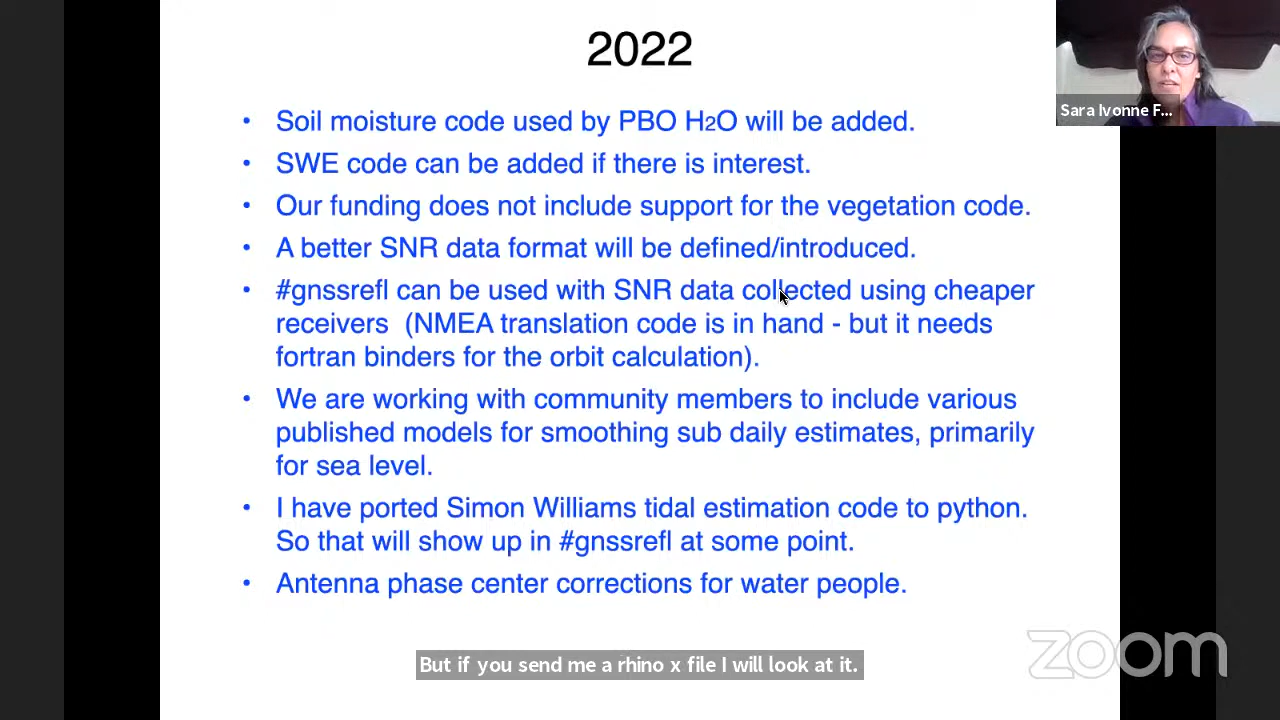 2022
• Soil moisture code used by PBO H2O will be added.
• SWE code can be added if there is interest.
• Our funding does not include support for the vegetation code.
• A better SNR data format will be defined/introduced.
• #gnssrefl can be used with SNR data collected using cheaper
receivers (NMEA translation code is in hand - but it needs
fortran binders for the orbit calculation).
• We are working with community members to include various
published models for smoothing sub daily estimates, primarily
for sea level.
• I have ported Simon Williams tidal estimation code to python.
So that will show up in #gnssrefl at some point.
• Antenna phase center corrections for water people.
Sara Ivonne F...
But if you send me a rhino x file I will look at it.
zoom